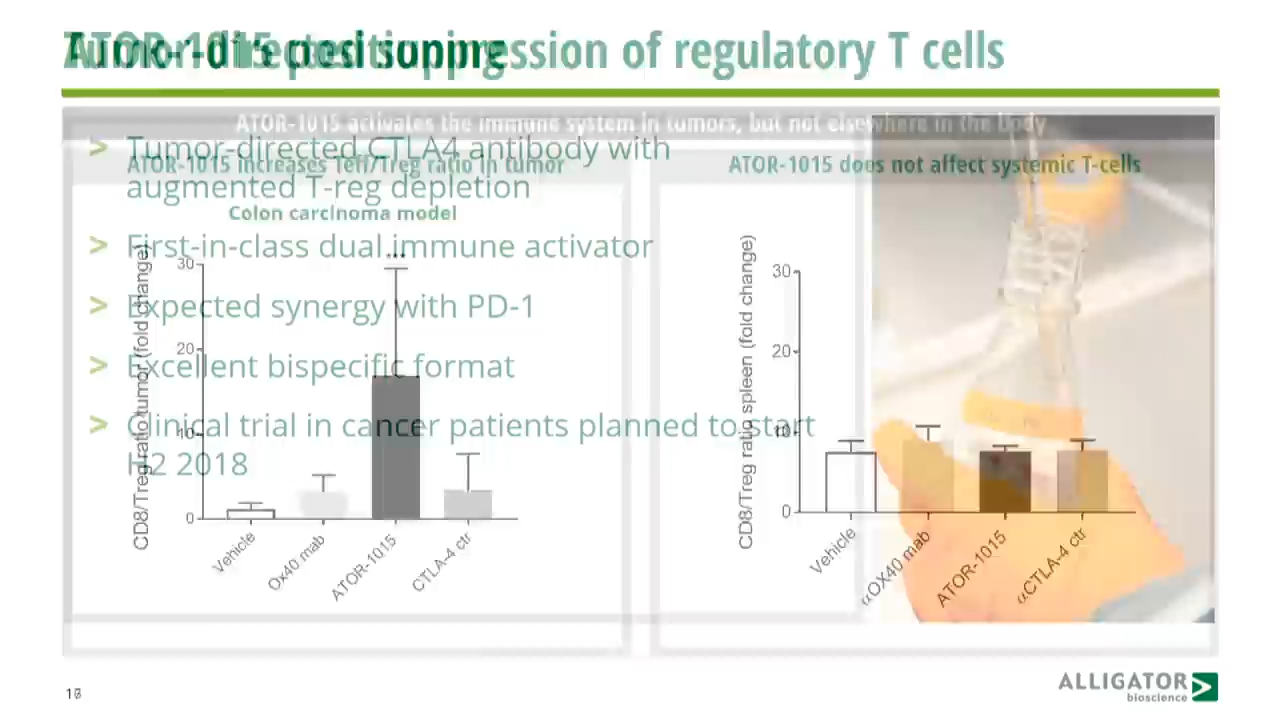 Tumor-directed suppression of regulatory T cells
ATOR-1015 activates the immune system in tumors, but not elsewhere in the body
> Tumor-directed CTLA4 antibody with
augmented T-reg depletion
> First-in-class dual immune activator
> Expected synergy with PD-1
> Excellent bispecific format
> Clinical trial in cancer patients planned to start
H2 2018
ATOR-1015 increases Teff/Treg ratio in tumor
Colon carcinoma model
CD8/Treg ratio tumor (fold change)
30
20
10
0
Vehicle
Ox40 mab
ATOR-1015
CTLA-4 ctr
ATOR-1015 does not affect systemic T-cells
CD8/Treg ratio spleen (fold change)
30
20
10
0
Vehicle
αOX40 mab
ATOR-1015
αCTLA-4 ctr
ALLIGATOR
bioscience